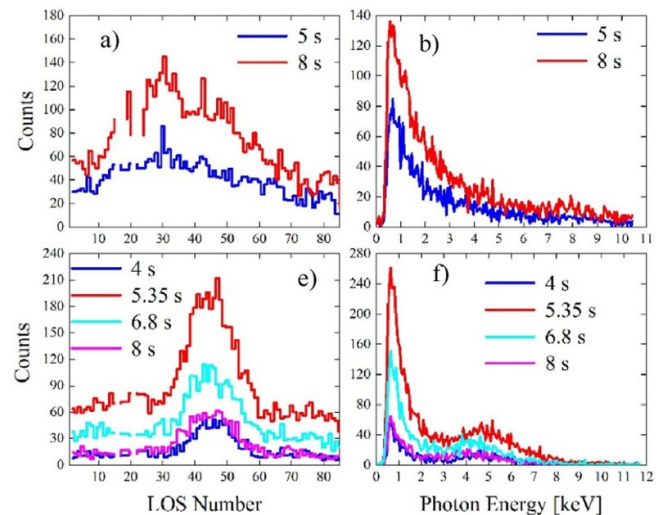 a)
5 s
8 s
Counts
180
160
140
120
100
80
60
40
20
0
10 20 30 40 50 60 70 80
b)
5 s
8 s
140
120
100
80
60
40
20
0
0 1 2 3 4 5 6 7 8 9 10 11
e)
4 s
5.35 s
6.8 s
8 s
Counts
240
210
180
150
120
90
60
30
0
10 20 30 40 50 60 70 80
LOS Number
f)
4 s
5.35 s
6.8 s
8 s
280
240
200
160
120
80
40
0
0 1 2 3 4 5 6 7 8 9 10 11 12
Photon Energy [keV]